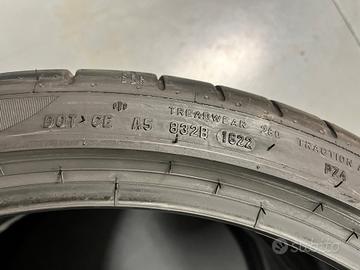 TREADWEAR 260 TRACTION A
DOT CE A5 832B 1522
PZ4
subito